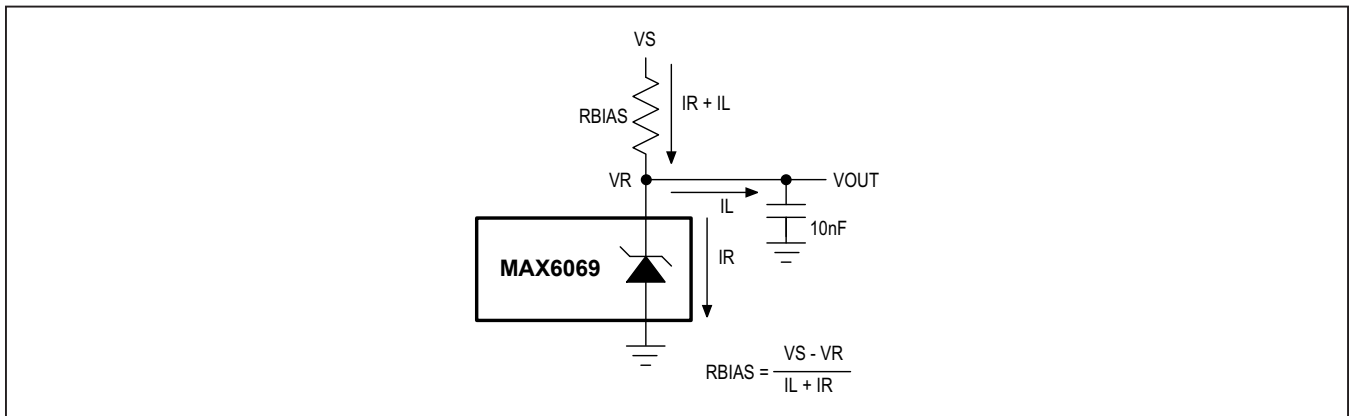 VS
RBIAS
IR + IL
VR
VOUT
IL
10nF
IR
MAX6069
RBIAS = VS - VR
IL + IR